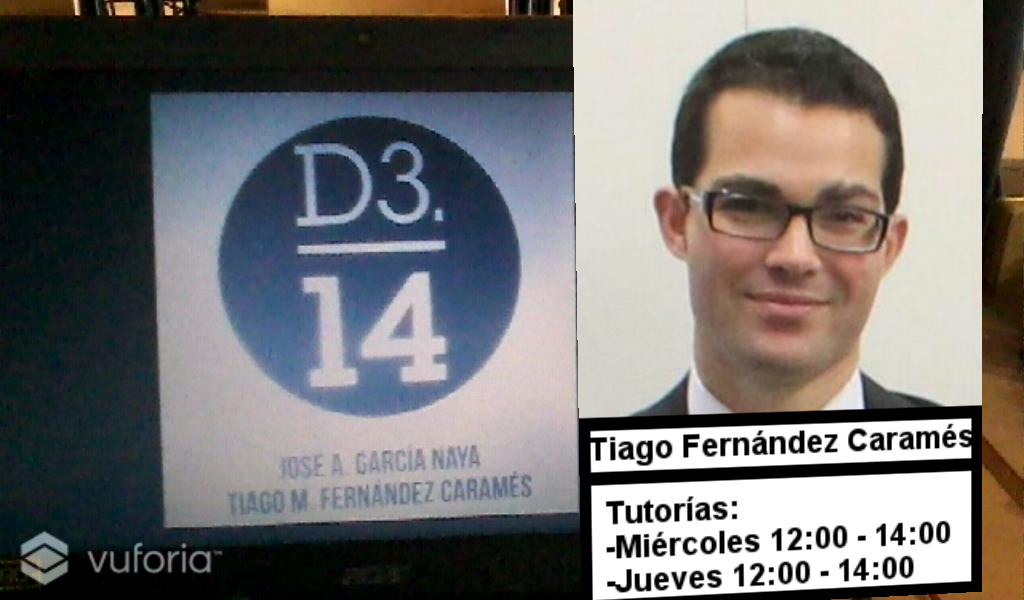 D3.
14
JOSE A. GARCÍA NAYA
TIAGO M. FERNÁNDEZ CARAMÉS
Tiago Fernández Caramés
Tutorías:
-Miércoles 12:00 - 14:00
-Jueves 12:00 - 14:00
vuforia™